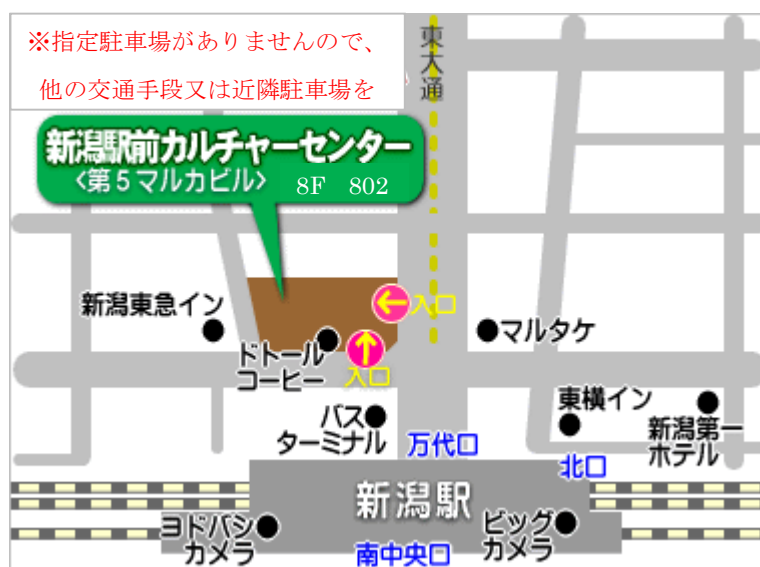 ※指定駐車場がありませんので、
他の交通手段又は近隣駐車場を
東大通
新潟駅前カルチャーセンター
〈第5マルカビル〉 8F 802
入口
新潟東急イン
マルタケ
ドトール
コーヒー
入口
バス
ターミナル
万代口
東横イン
新潟第一
ホテル
北口
新潟駅
ヨドバシ
カメラ
ビッグ
カメラ
南中央口